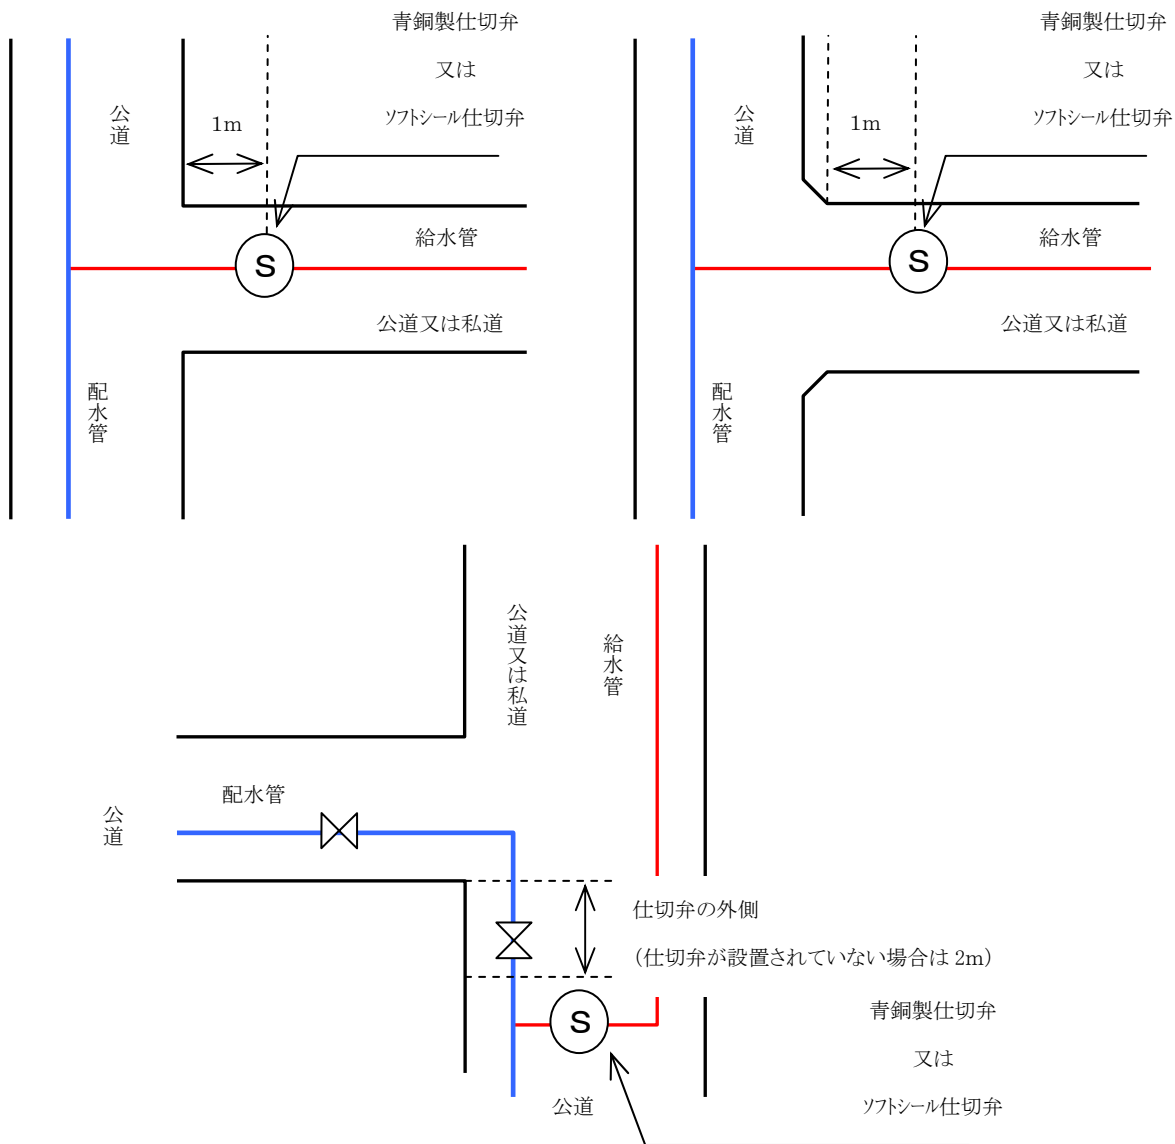 青銅製仕切弁
又は
ソフトシール仕切弁
公道
1m
給水管
S
公道又は私道
配水管
青銅製仕切弁
又は
ソフトシール仕切弁
公道
1m
給水管
S
公道又は私道
配水管
公道又は私道
給水管
配水管
公道
仕切弁の外側
（仕切弁が設置されていない場合は 2m）
S
青銅製仕切弁
又は
ソフトシール仕切弁
公道